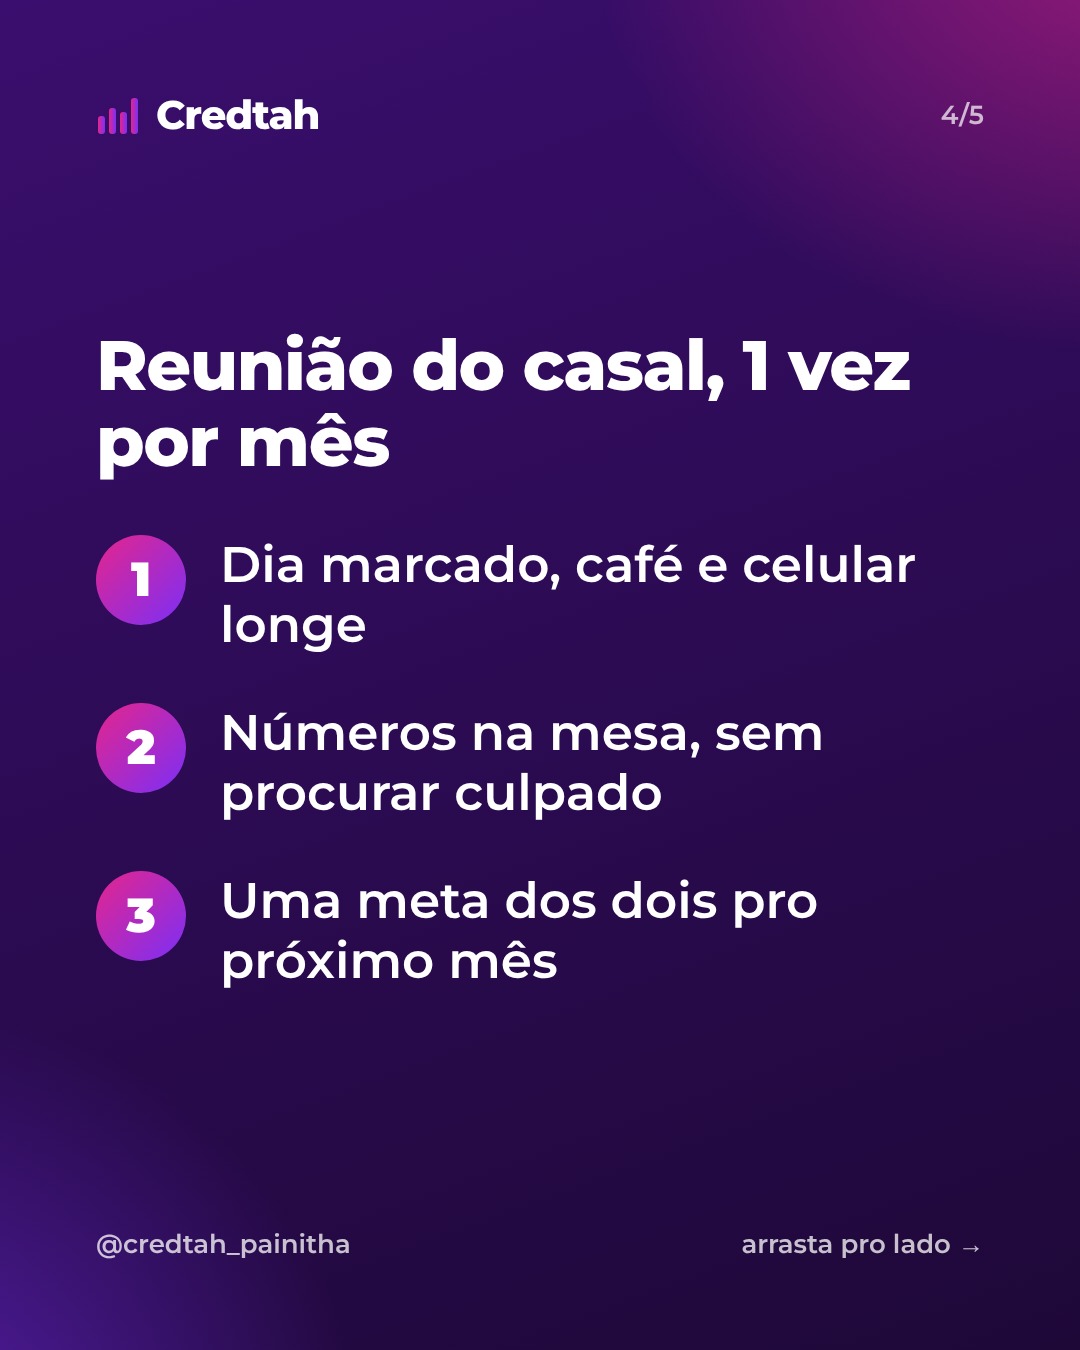 Credtah
4/5
Reunião do casal, 1 vez
por mês
1
Dia marcado, café e celular
longe
2
Números na mesa, sem
procurar culpado
3
Uma meta dos dois pro
próximo mês
@credtah_painitha
arrasta pro lado →